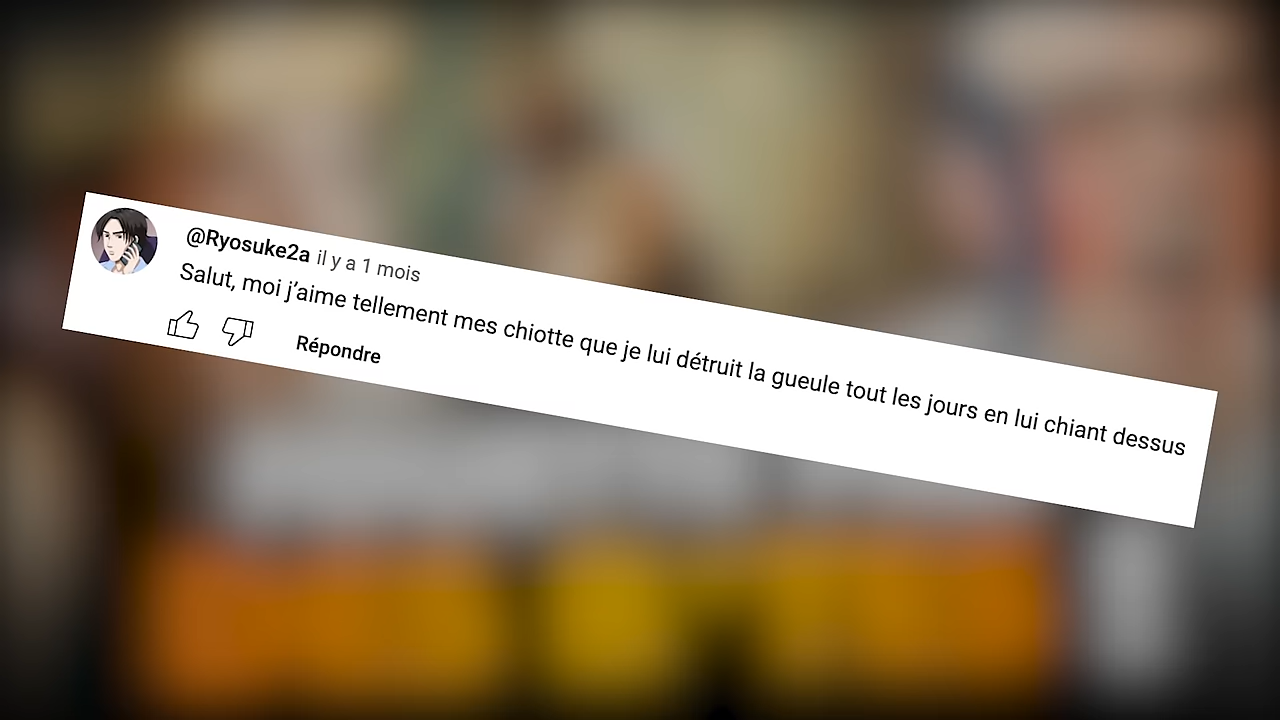 @Ryosuke2a il y a 1 mois
Salut, moi j’aime tellement mes chiotte que je lui détruit la gueule tout les jours en lui chiant dessus
Répondre